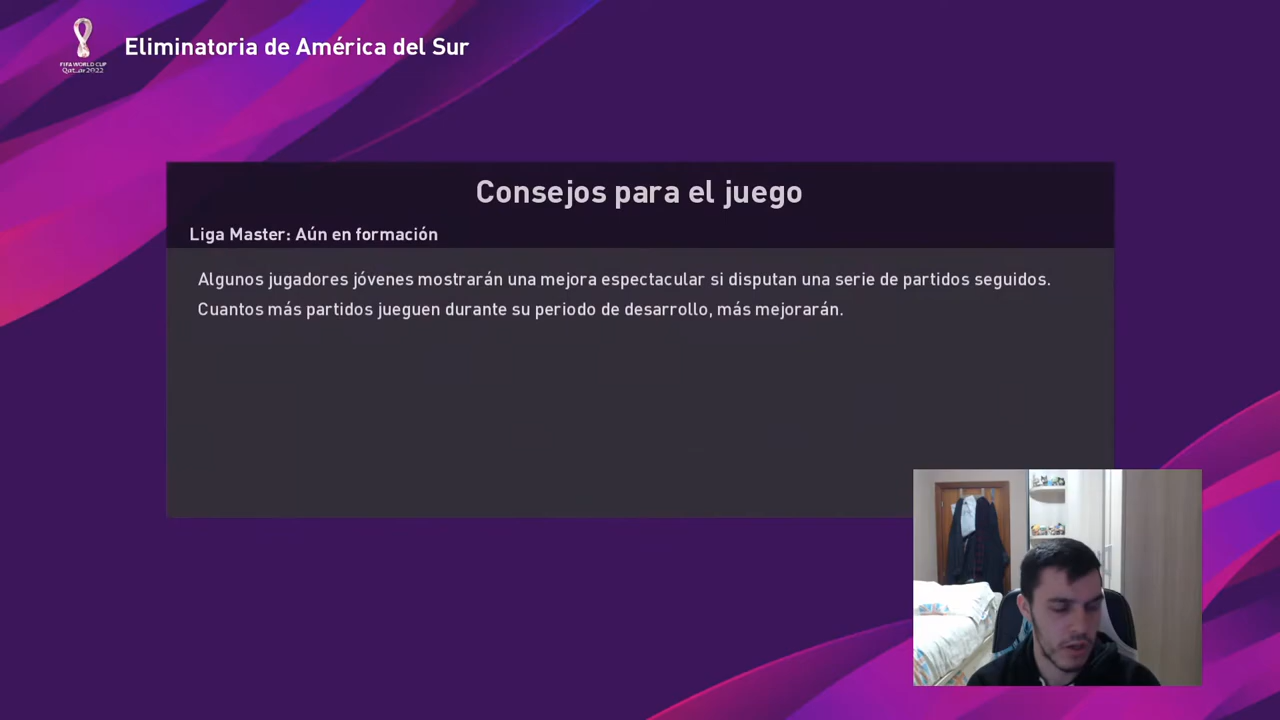 FIFA WORLD CUP
Qatar2022
Eliminatoria de América del Sur
Consejos para el juego
Liga Master: Aún en formación
Algunos jugadores jóvenes mostrarán una mejora espectacular si disputan una serie de partidos seguidos.
Cuantos más partidos jueguen durante su periodo de desarrollo, más mejorarán.